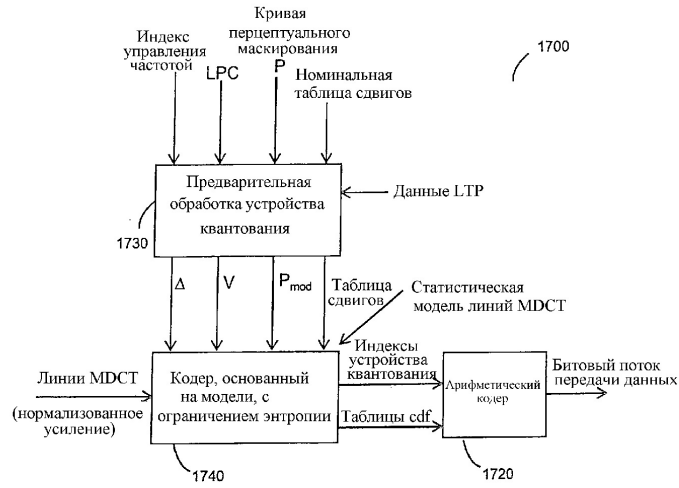 Кривая
перцептуального
маскирования
Индекс
управления
частотой
LPC
P
Номинальная
таблица сдвигов
1700
Предварительная
обработка устройства
квантования
Данные LTP
1730
Δ
V
Pmod
Таблица
сдвигов
Статистическая
модель линий MDCT
Индексы
устройства
квантования
Линии MDCT
(нормализованное
усиление)
Кодер, основанный
на модели, с
ограничением энтропии
Таблицы cdf
Арифметический
кодер
Битовый поток
передачи данных
1740
1720